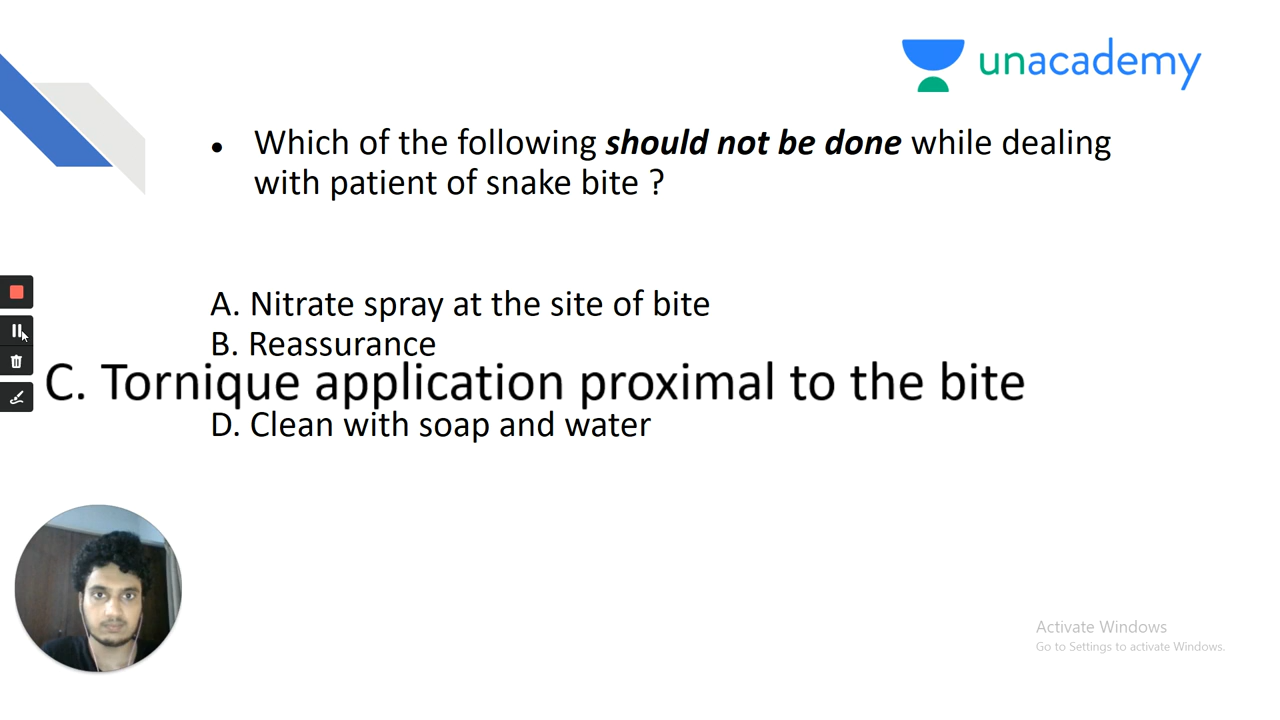 unacademy
• Which of the following should not be done while dealing
with patient of snake bite ?
A. Nitrate spray at the site of bite
B. Reassurance
C. Tornique application proximal to the bite
D. Clean with soap and water
Activate Windows
Go to Settings to activate Windows.